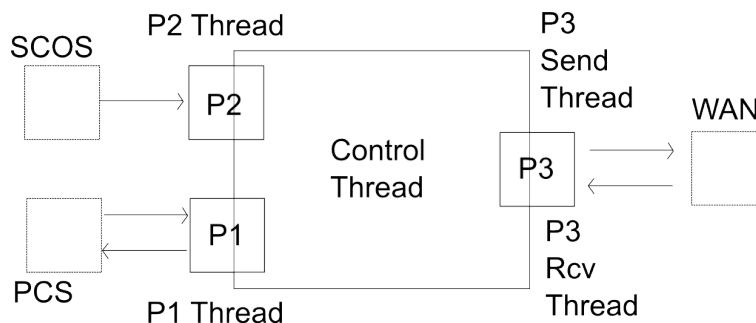 P2 Thread
SCOS
P2
P3
Send
Thread
WAN
Control
Thread
P3
P1
PCS
P1 Thread
P3
Rcv
Thread